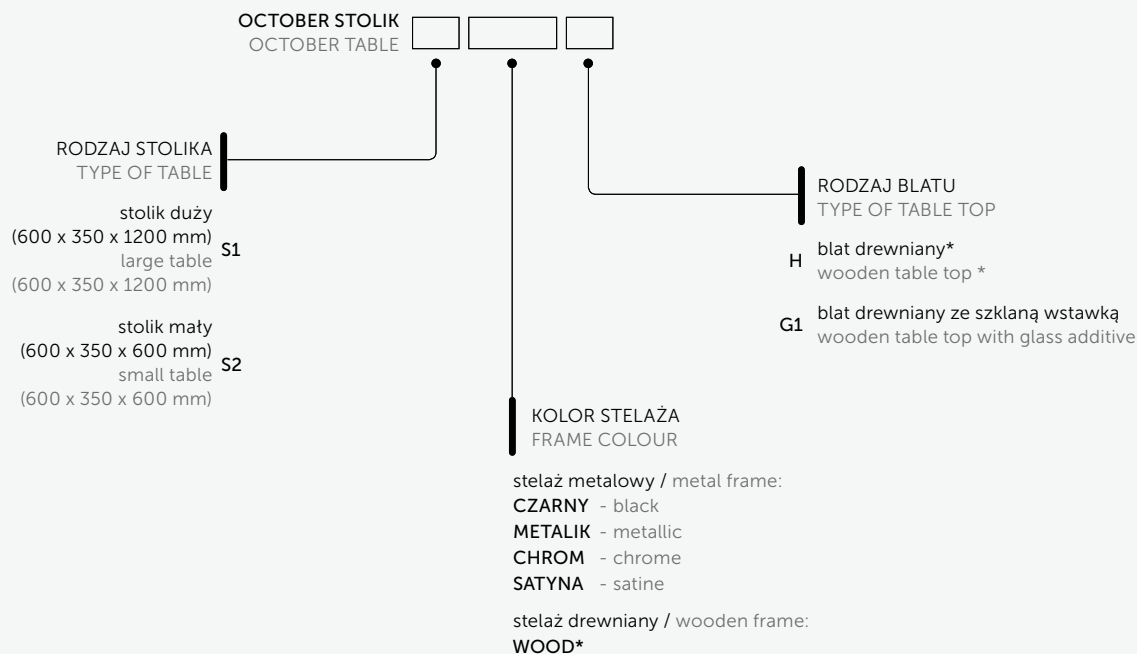 OCTOBER STOLIK
OCTOBER TABLE
RODZAJ STOLIKA
TYPE OF TABLE
stolik duży
(600 x 350 x 1200 mm)
S1
large table
(600 x 350 x 1200 mm)
stolik mały
(600 x 350 x 600 mm)
S2
small table
(600 x 350 x 600 mm)
RODZAJ BLATU
TYPE OF TABLE TOP
H
blat drewniany*
wooden table top *
G1
blat drewniany ze szklaną wstawką
wooden table top with glass additive
KOLOR STELAŻA
FRAME COLOUR
stelaż metalowy / metal frame:
CZARNY - black
METALIK - metallic
CHROM - chrome
SATYNA - satine
stelaż drewniany / wooden frame:
WOOD*